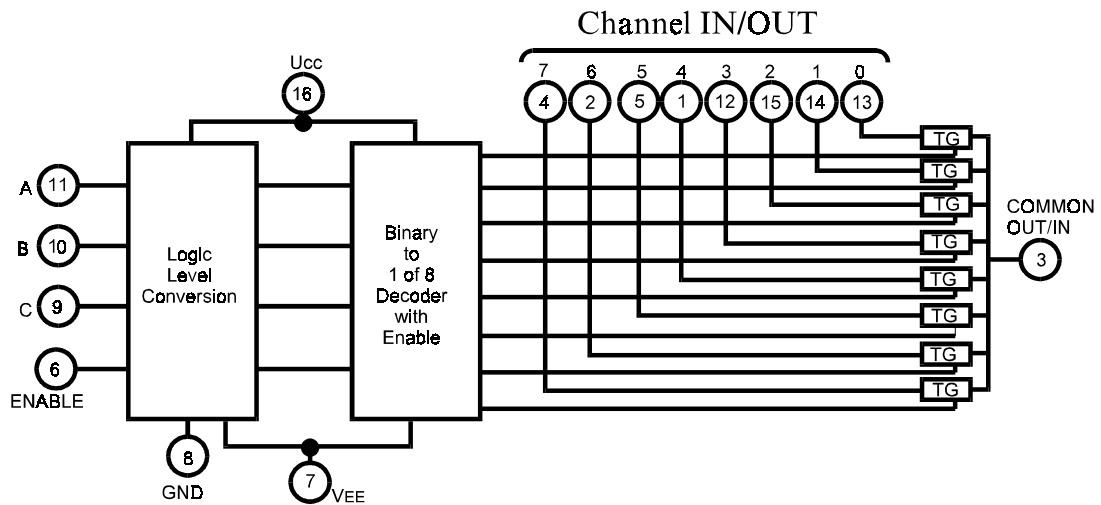 Channel IN/OUT
Ucc
7 6 5 4 3 2 1 0
16
4 2 5 1 12 15 14 13
TG
TG
TG
TG
TG
TG
TG
TG
A 11
B 10
C 9
6
ENABLE
Logic
Level
Conversion
Binary
to
1 of 8
Decoder
with
Enable
COMMON
OUT/IN
3
8
GND
7
VEE